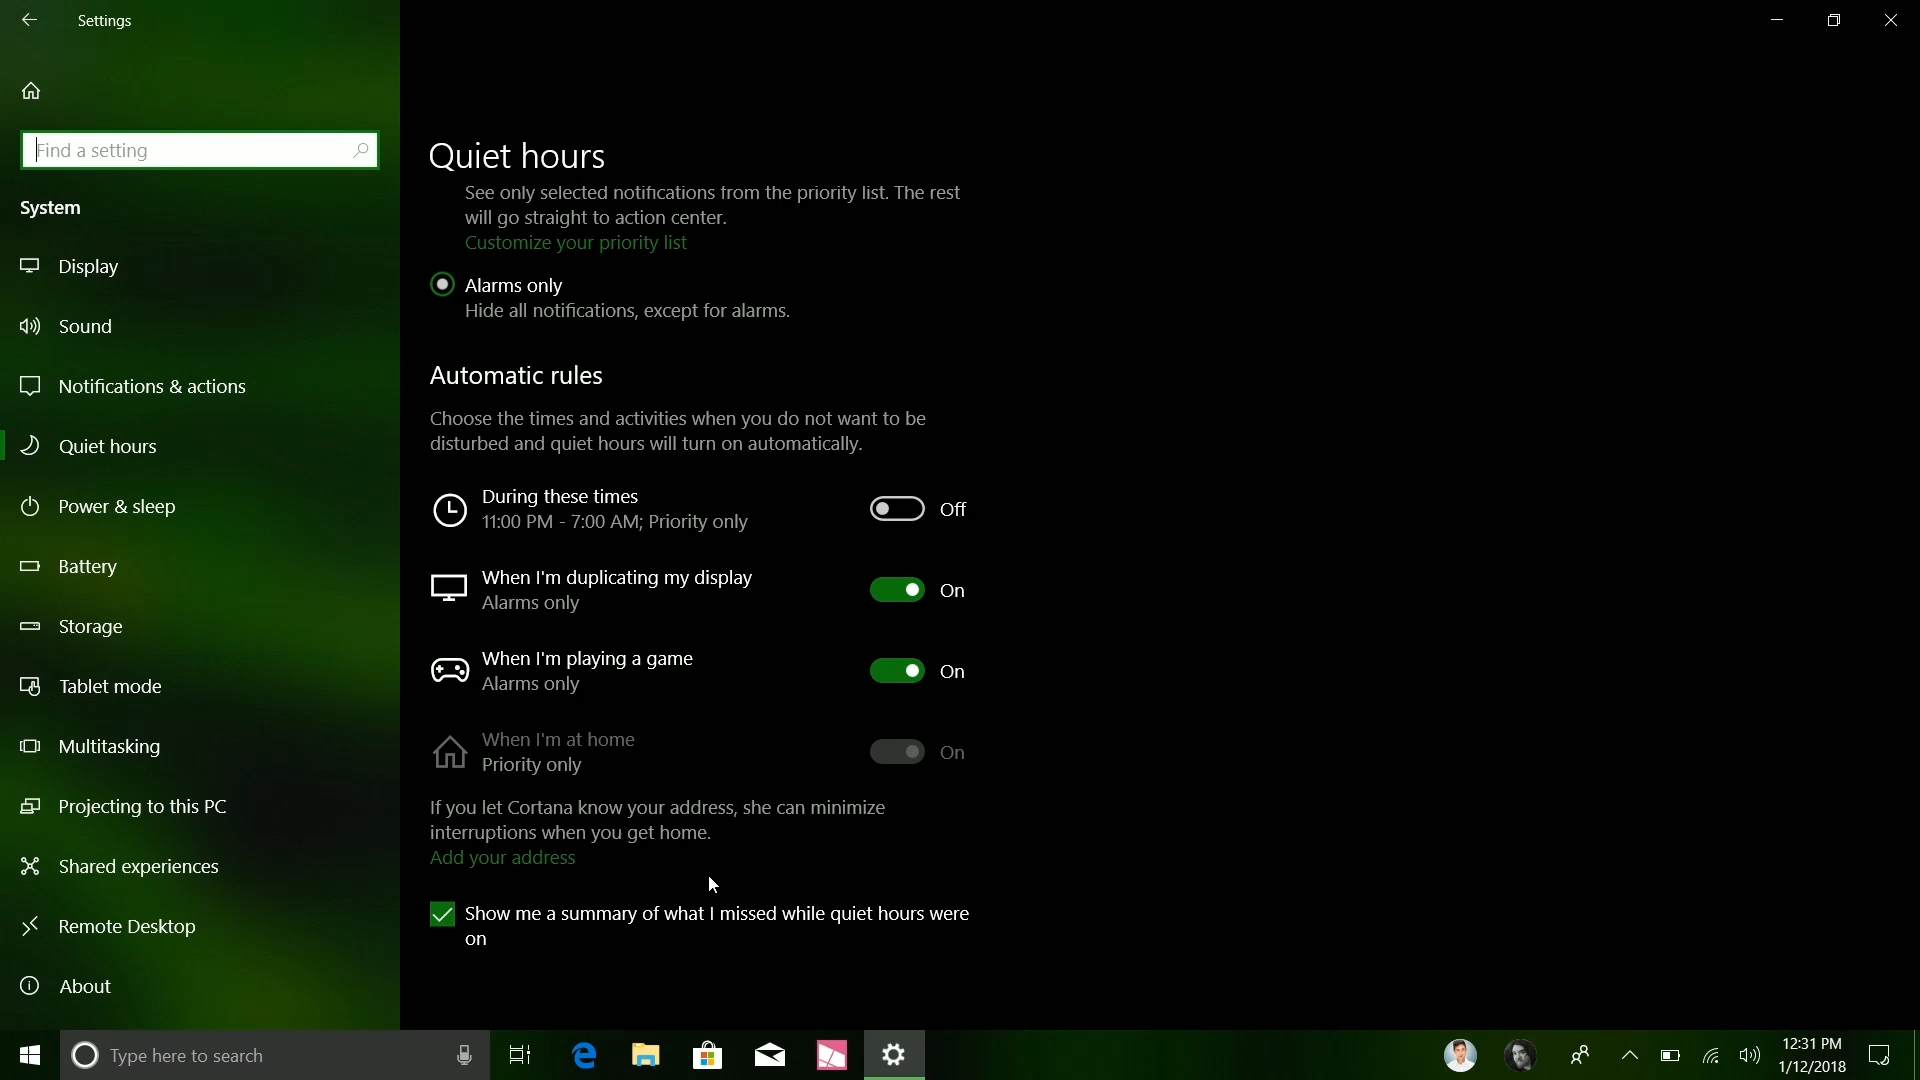 Settings
Find a setting
System
Display
Sound
Notifications & actions
Quiet hours
Power & sleep
Battery
Storage
Tablet mode
Multitasking
Projecting to this PC
Shared experiences
Remote Desktop
About
Quiet hours
See only selected notifications from the priority list. The rest
will go straight to action center.
Customize your priority list
Alarms only
Hide all notifications, except for alarms.
Automatic rules
Choose the times and activities when you do not want to be
disturbed and quiet hours will turn on automatically.
During these times
11:00 PM - 7:00 AM; Priority only
Off
When I'm duplicating my display
Alarms only
On
When I'm playing a game
Alarms only
On
When I'm at home
Priority only
On
If you let Cortana know your address, she can minimize
interruptions when you get home.
Add your address
Show me a summary of what I missed while quiet hours were
on
Type here to search
12:31 PM
1/12/2018